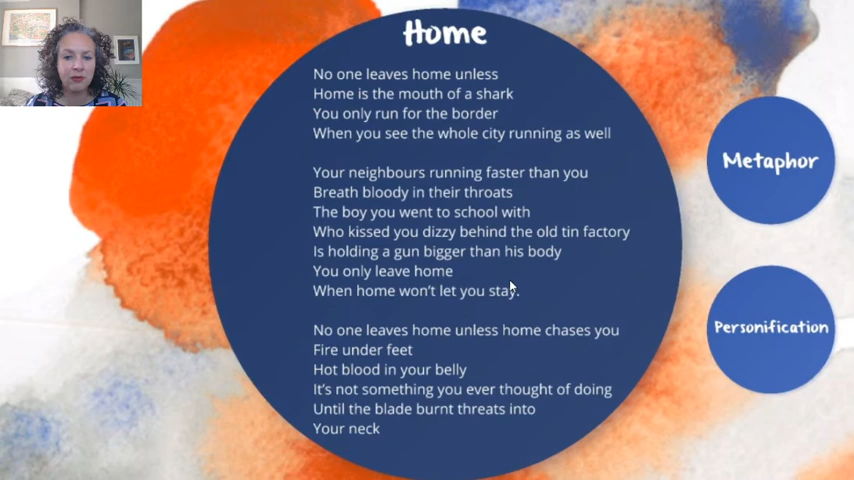 Home
No one leaves home unless
Home is the mouth of a shark
You only run for the border
When you see the whole city running as well
Your neighbours running faster than you
Breath bloody in their throats
The boy you went to school with
Who kissed you dizzy behind the old tin factory
Is holding a gun bigger than his body
You only leave home
When home won't let you stay.
No one leaves home unless home chases you
Fire under feet
Hot blood in your belly
It's not something you ever thought of doing
Until the blade burnt threats into
Your neck
Metaphor
Personification